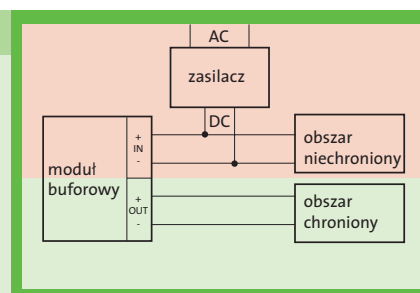 AC
zasilacz
DC
+
IN
-
moduł
buforowy
+
OUT
-
obszar
niechroniony
obszar
chroniony